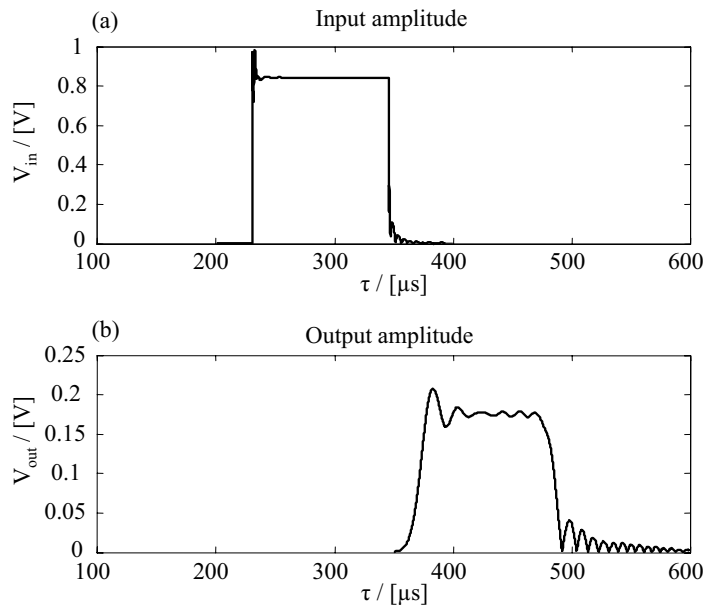 (a)
Input amplitude
1
0.8
0.6
0.4
0.2
0
V_in / [V]
100 200 300 400 500 600
τ / [µs]
(b)
Output amplitude
0.25
0.2
0.15
0.1
0.05
0
V_out / [V]
100 200 300 400 500 600
τ / [µs]